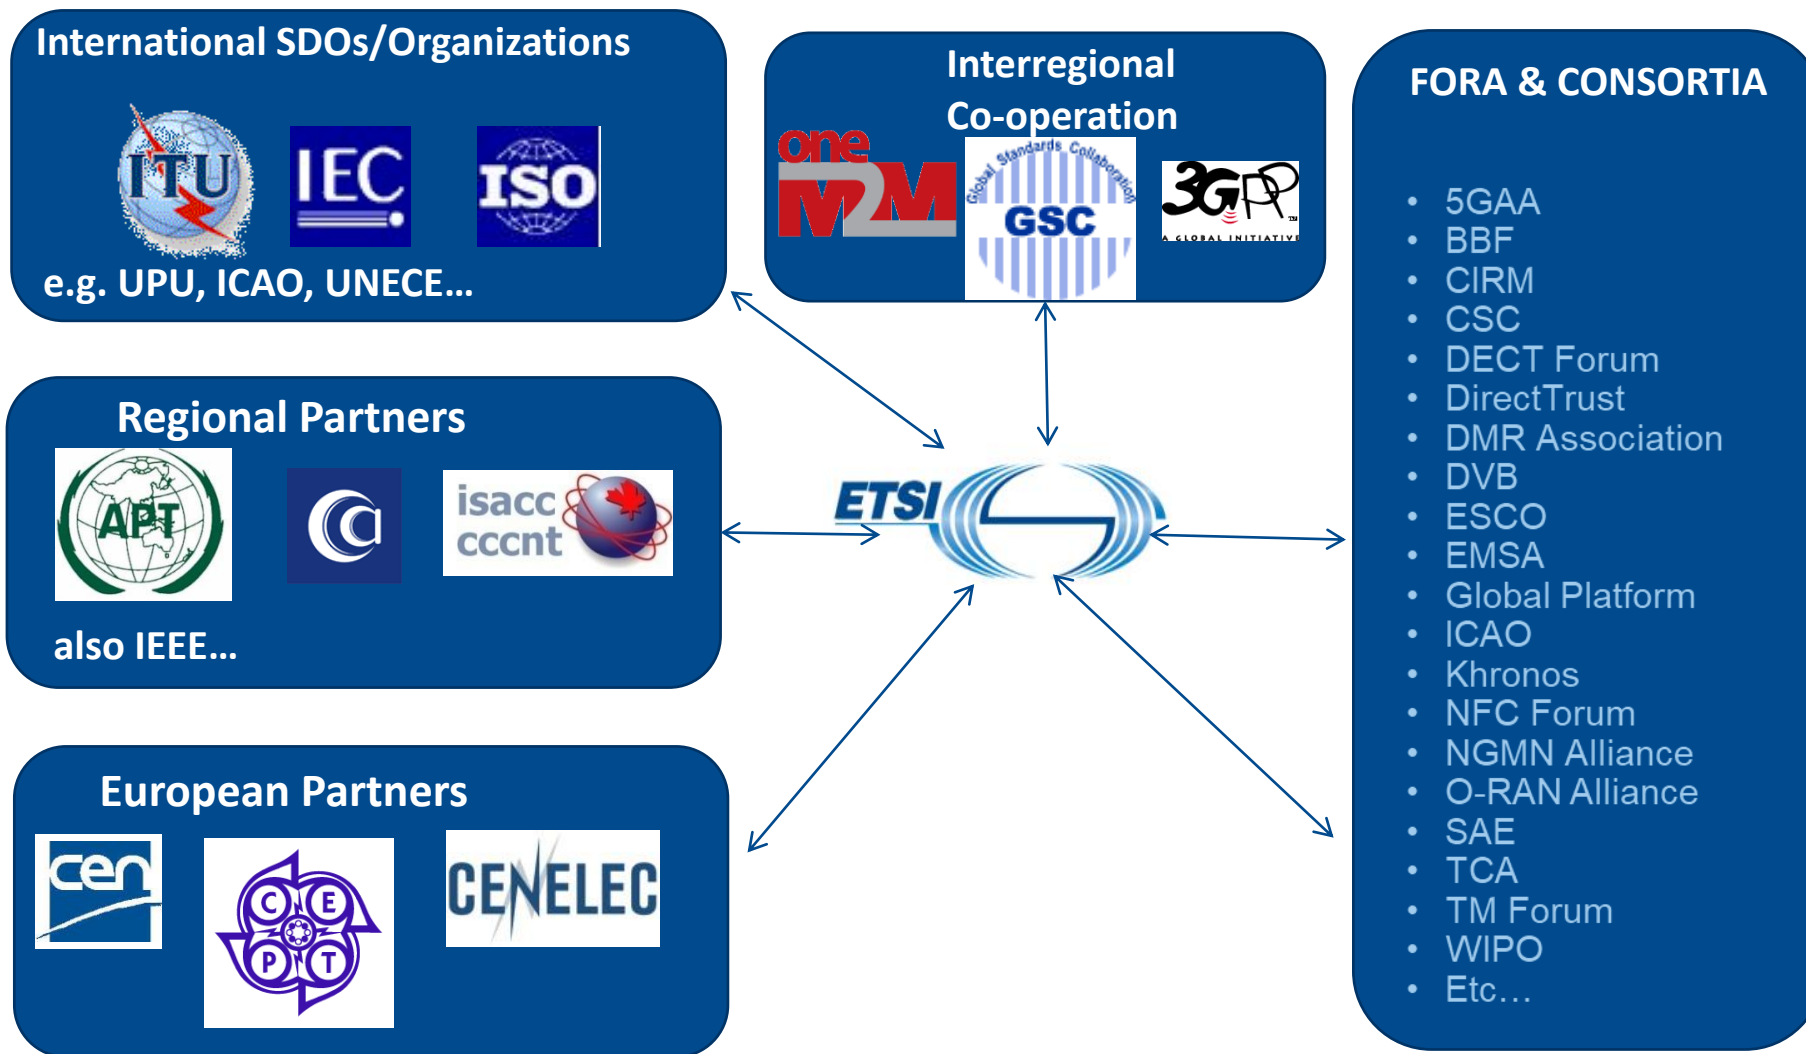 International SDOs/Organizations
ITU
IEC
ISO
e.g. UPU, ICAO, UNECE...
Interregional
Co-operation
one
M2M
Global Standards Collaboration
GSC
3GPP
TM
A GLOBAL INITIATIVE
Regional Partners
APT
isacc
cccnt
also IEEE...
European Partners
cen
C E
P T
CENELEC
ETSI
FORA & CONSORTIA
• 5GAA
• BBF
• CIRM
• CSC
• DECT Forum
• DirectTrust
• DMR Association
• DVB
• ESCO
• EMSA
• Global Platform
• ICAO
• Khronos
• NFC Forum
• NGMN Alliance
• O-RAN Alliance
• SAE
• TCA
• TM Forum
• WIPO
• Etc...